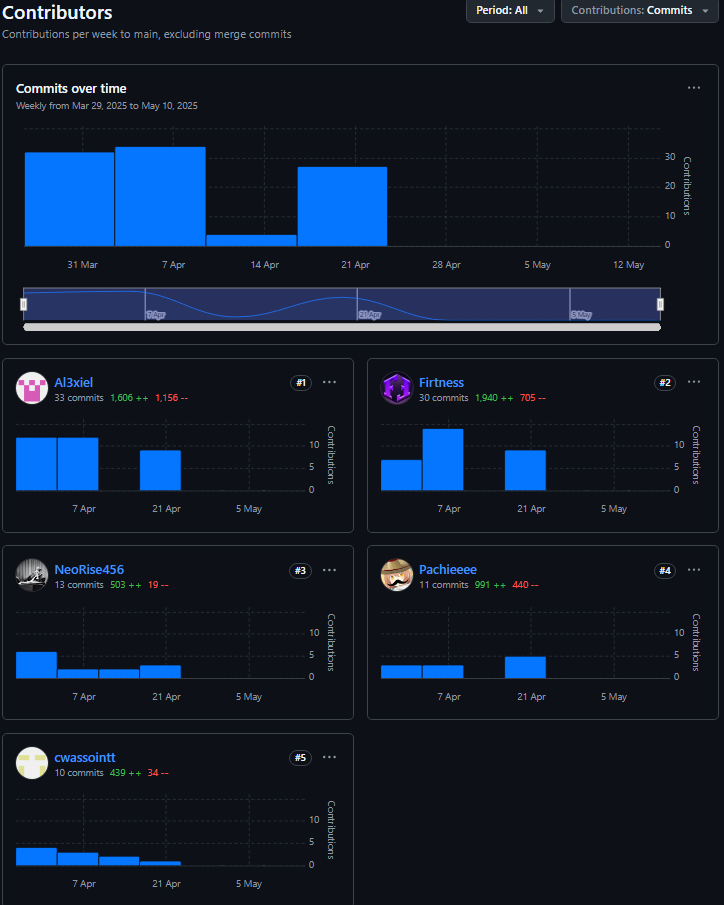 Contributors
Period: All
Contributions: Commits
Contributions per week to main, excluding merge commits
Commits over time
Weekly from Mar 29, 2025 to May 10, 2025
30
20
10
0
Contributions
31 Mar 7 Apr 14 Apr 21 Apr 28 Apr 5 May 12 May
7 Apr 21 Apr 5 May
Al3xiel #1
33 commits 1,606 ++ 1,156 --
10
5
0
Contributions
7 Apr 21 Apr 5 May
Firtness #2
30 commits 1,940 ++ 705 --
10
5
0
Contributions
7 Apr 21 Apr 5 May
NeoRise456 #3
13 commits 503 ++ 19 --
10
5
0
Contributions
7 Apr 21 Apr 5 May
Pachieeee #4
11 commits 991 ++ 440 --
10
5
0
Contributions
7 Apr 21 Apr 5 May
cwassointt #5
10 commits 439 ++ 34 --
10
5
0
Contributions
7 Apr 21 Apr 5 May